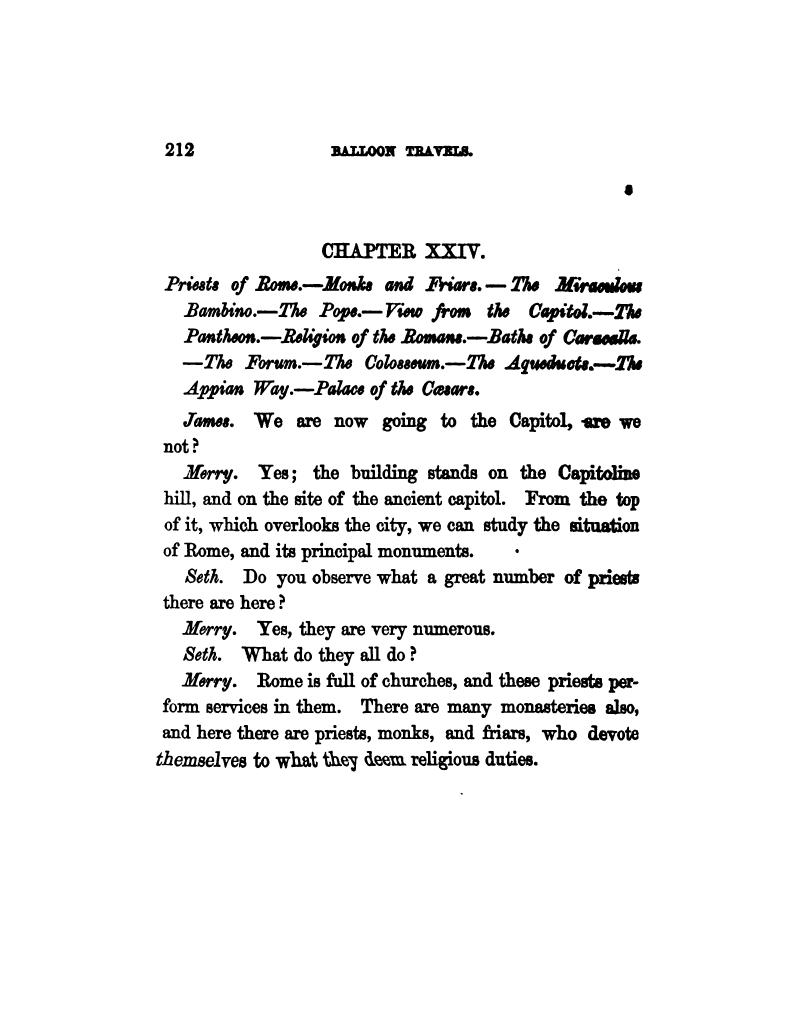 212 BALLOON TRAVELS.
CHAPTER XXIV.
Priests of Rome.—Monks and Friars.—The Miraculous
Bambino.—The Pope.—View from the Capitol.—The
Pantheon.—Religion of the Romans.—Baths of Caracalla.
—The Forum.—The Colosseum.—The Aqueducts.—The
Appian Way.—Palace of the Cæsars.
James. We are now going to the Capitol, are we
not?
Merry. Yes; the building stands on the Capitoline
hill, and on the site of the ancient capitol. From the top
of it, which overlooks the city, we can study the situation
of Rome, and its principal monuments.
Seth. Do you observe what a great number of priests
there are here?
Merry. Yes, they are very numerous.
Seth. What do they all do?
Merry. Rome is full of churches, and these priests per-
form services in them. There are many monasteries also,
and here there are priests, monks, and friars, who devote
themselves to what they deem religious duties.